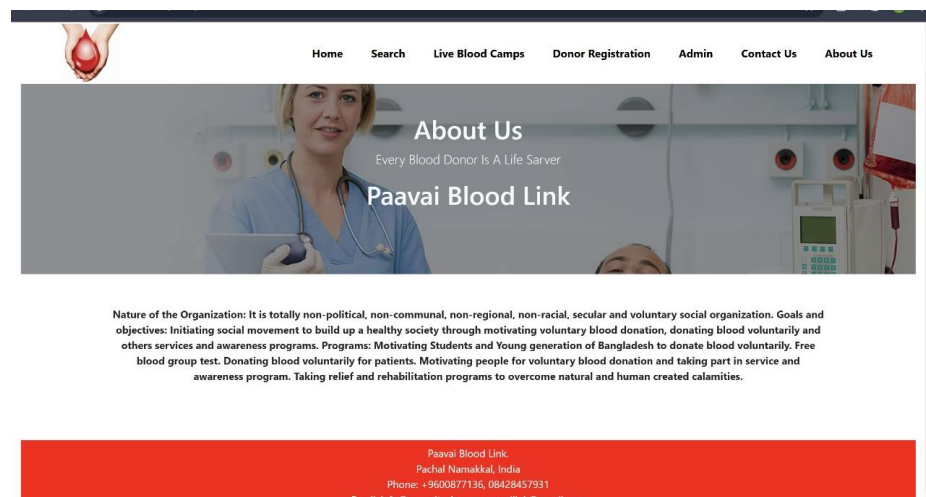 Home Search Live Blood Camps Donor Registration Admin Contact Us About Us
About Us
Every Blood Donor Is A Life Sarver
Paavai Blood Link
Nature of the Organization: It is totally non-political, non-communal, non-regional, non-racial, secular and voluntary social organization. Goals and
objectives: Initiating social movement to build up a healthy society through motivating voluntary blood donation, donating blood voluntarily and
others services and awareness programs. Programs: Motivating Students and Young generation of Bangladesh to donate blood voluntarily. Free
blood group test. Donating blood voluntarily for patients. Motivating people for voluntary blood donation and taking part in service and
awareness program. Taking relief and rehabilitation programs to overcome natural and human created calamities.
Paavai Blood Link.
Pachal Namakkal, India
Phone: +9600877136, 08428457931